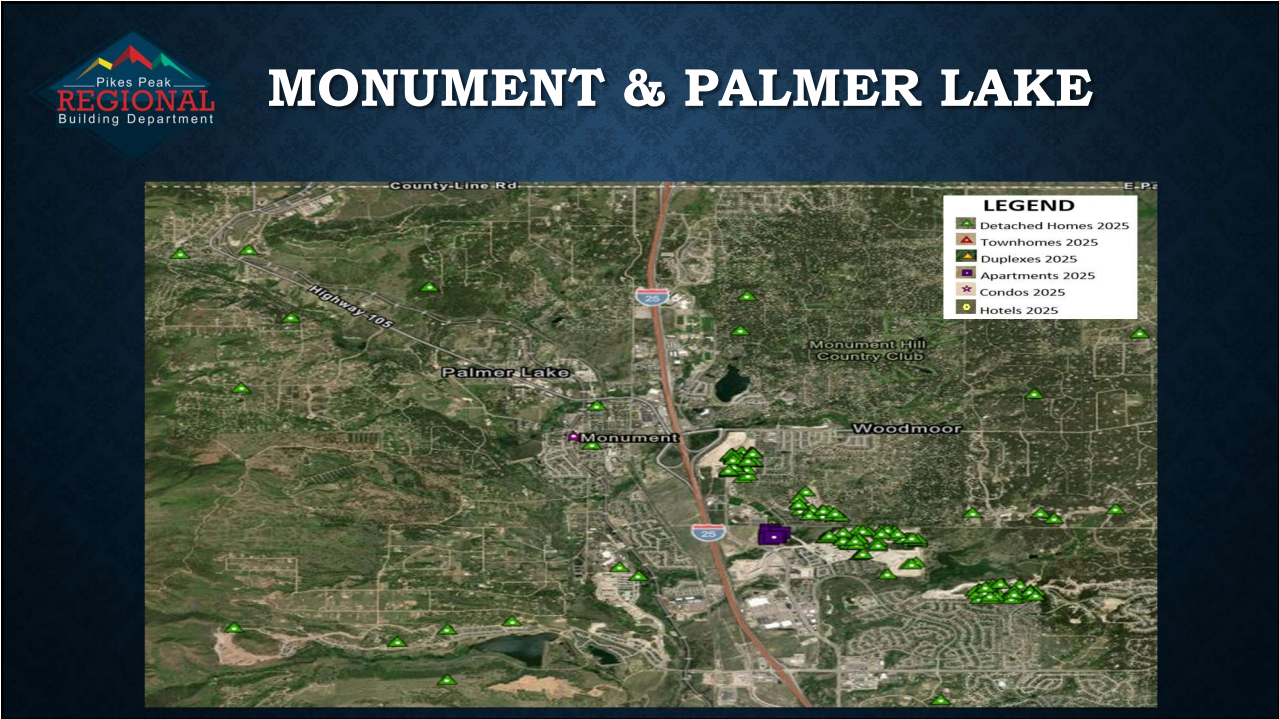 Pikes Peak
REGIONAL
Building Department
MONUMENT & PALMER LAKE
County-Line Rd
E-Pa
LEGEND
Detached Homes 2025
Townhomes 2025
Duplexes 2025
Apartments 2025
Condos 2025
Hotels 2025
Highway-105
25
Monument Hill
Country Club
Palmer Lake
Monument
Woodmoor
25